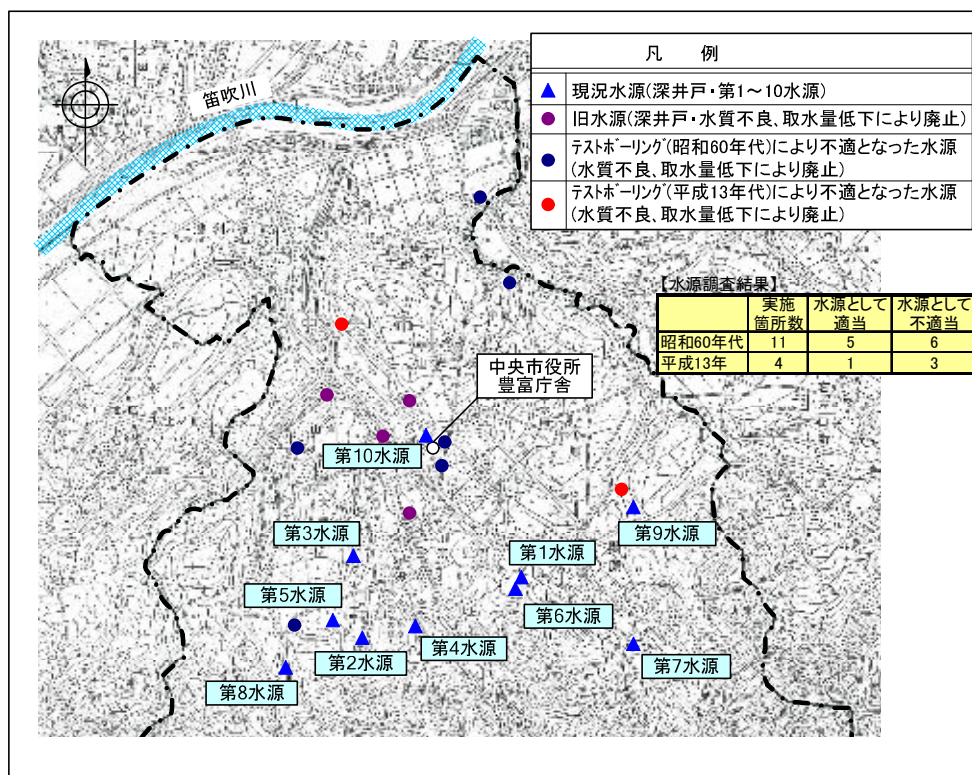 凡 例
現況水源(深井戸・第1～10水源)
旧水源(深井戸・水質不良、取水量低下により廃止)
テストボーリング(昭和60年代)により不適となった水源
(水質不良、取水量低下により廃止)
テストボーリング(平成13年代)により不適となった水源
(水質不良、取水量低下により廃止)
笛吹川
【水源調査結果】
実施箇所数 水源として適当 水源として不適当
昭和60年代 11 5 6
平成13年 4 1 3
中央市役所
豊富庁舎
第10水源
第9水源
第3水源
第1水源
第5水源
第6水源
第2水源
第4水源
第7水源
第8水源